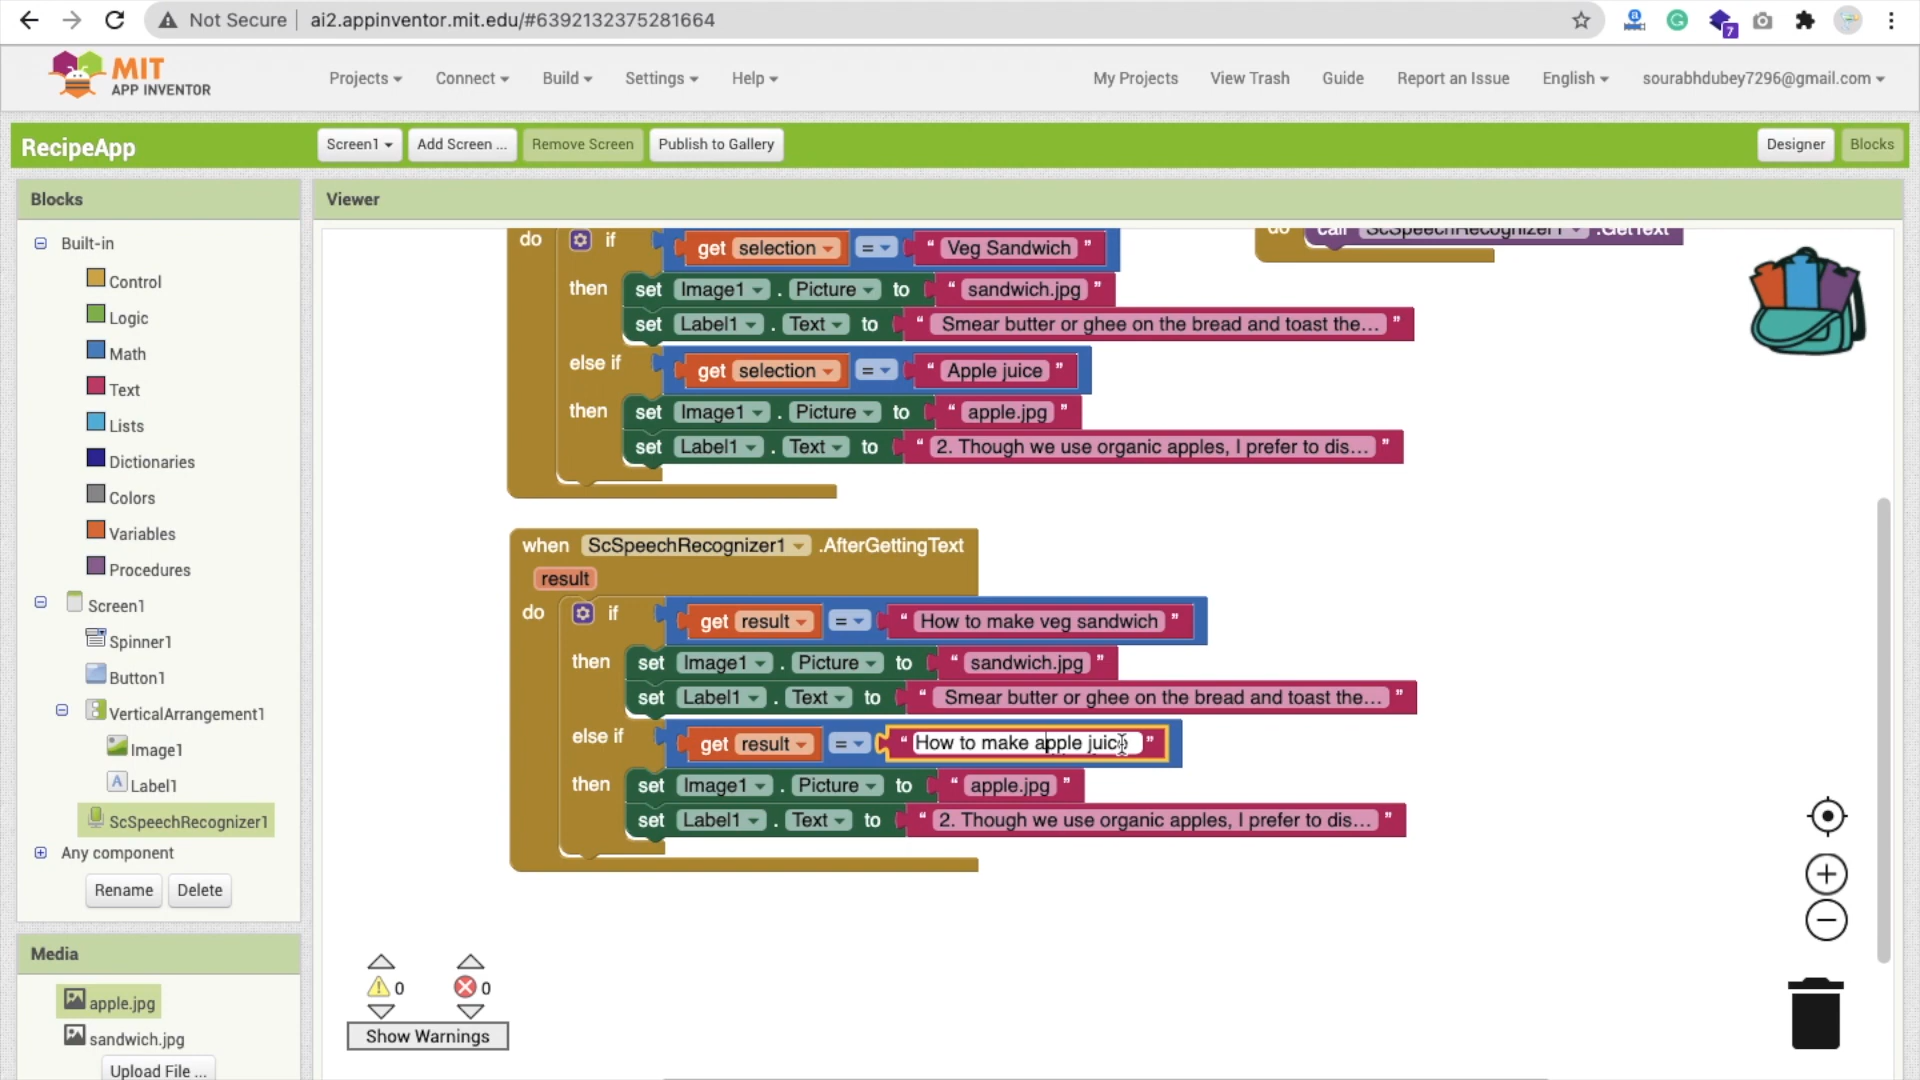 Not Secure | ai2.appinventor.mit.edu/#6392132375281664
7
MIT
APP INVENTOR
Projects Connect Build Settings Help My Projects View Trash Guide Report an Issue English sourabhdubey7296@gmail.com
RecipeApp Screen1 Add Screen ... Remove Screen Publish to Gallery Designer Blocks
Blocks
Viewer
Built-in
Control
Logic
Math
Text
Lists
Dictionaries
Colors
Variables
Procedures
Screen1
Spinner1
Button1
VerticalArrangement1
Image1
Label1
ScSpeechRecognizer1
Any component
Rename Delete
Media
apple.jpg
sandwich.jpg
Upload File ...
do call ScSpeechRecognizer1 .GetText
do if get selection = “ Veg Sandwich ”
then set Image1 . Picture to “ sandwich.jpg ”
set Label1 . Text to “ Smear butter or ghee on the bread and toast the... ”
else if get selection = “ Apple juice ”
then set Image1 . Picture to “ apple.jpg ”
set Label1 . Text to “ 2. Though we use organic apples, I prefer to dis... ”
when ScSpeechRecognizer1 .AfterGettingText
result
do if get result = “ How to make veg sandwich ”
then set Image1 . Picture to “ sandwich.jpg ”
set Label1 . Text to “ Smear butter or ghee on the bread and toast the... ”
else if get result = “ How to make apple juice ”
then set Image1 . Picture to “ apple.jpg ”
set Label1 . Text to “ 2. Though we use organic apples, I prefer to dis... ”
0 0
Show Warnings